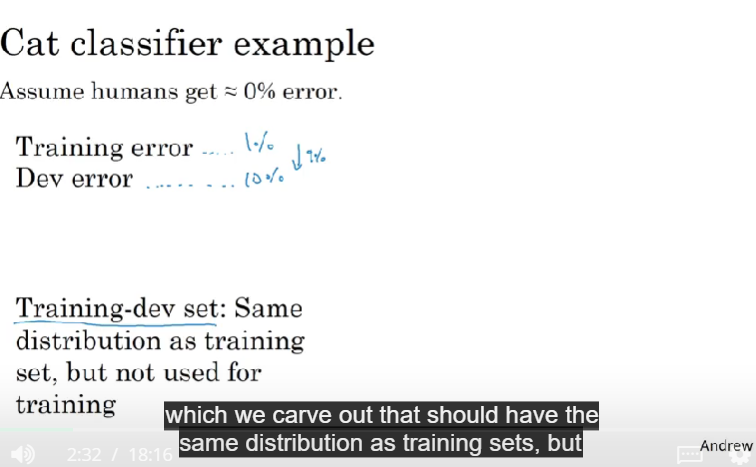 Cat classifier example
Assume humans get ≈ 0% error.
Training error ..... 1% ↓ 9%
Dev error ......... 10%
Training-dev set: Same
distribution as training
set, but not used for
training
which we carve out that should have the
same distribution as training sets, but
2:32 / 18:16
Andrew